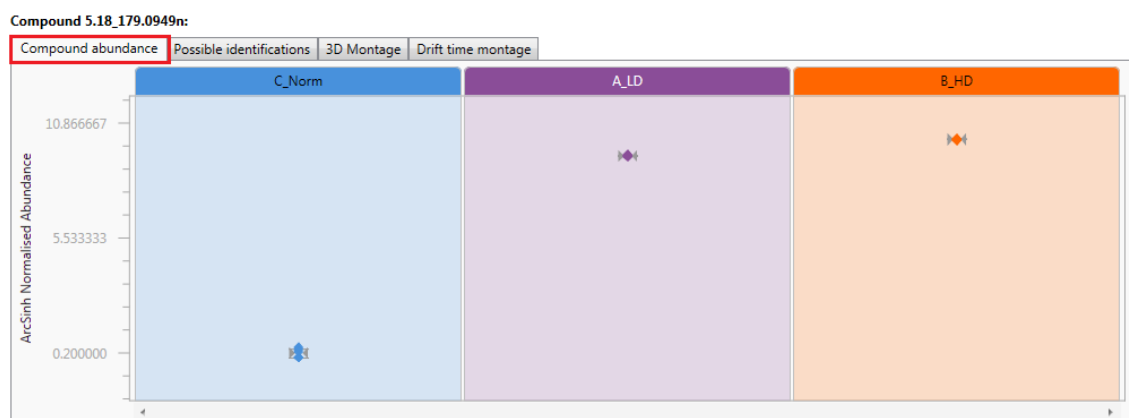 Compound 5.18_179.0949n:
Compound abundance Possible identifications 3D Montage Drift time montage
C_Norm A_LD B_HD
10.866667
5.533333
0.200000
ArcSinh Normalised Abundance